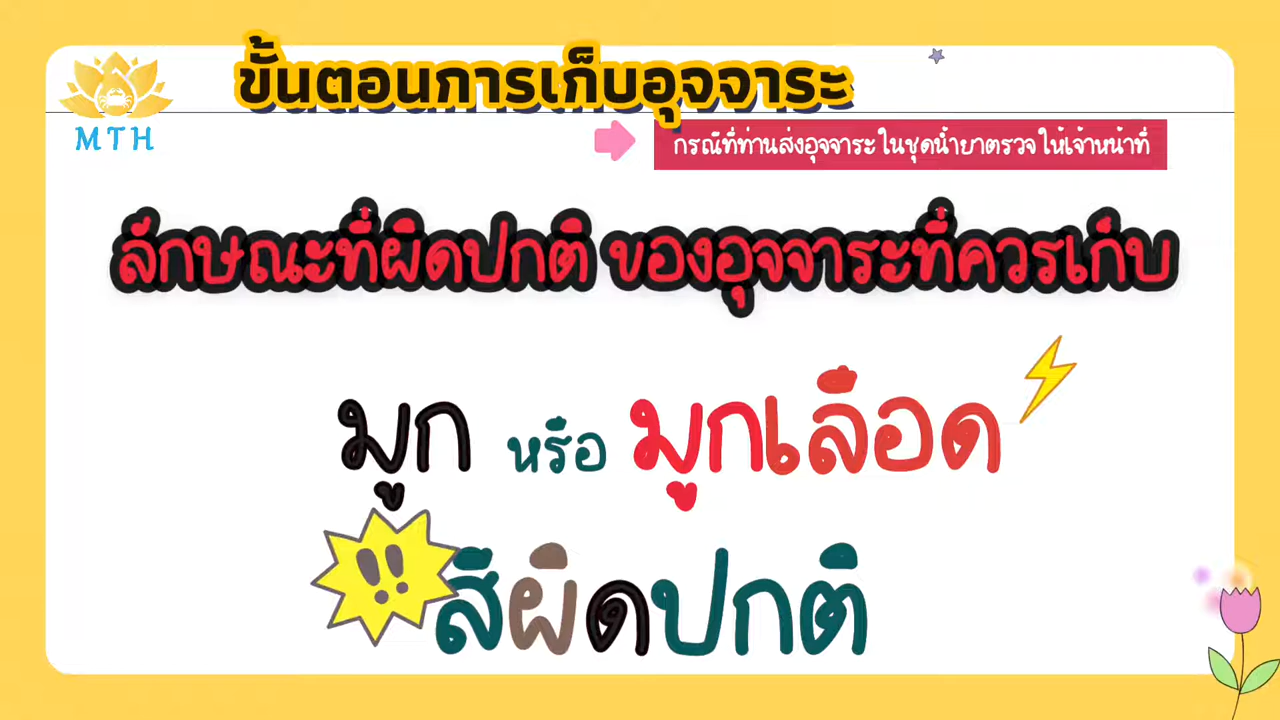 ขั้นตอนการเก็บอุจจาระ
MTH
กรณีที่ท่านส่งอุจจาระ ในชุดน้ำยาตรวจ ให้เจ้าหน้าที่
ลักษณะที่ผิดปกติ ของอุจจาระที่ควรเก็บ
มูก หรือ มูกเลือด
!!
สีผิดปกติ